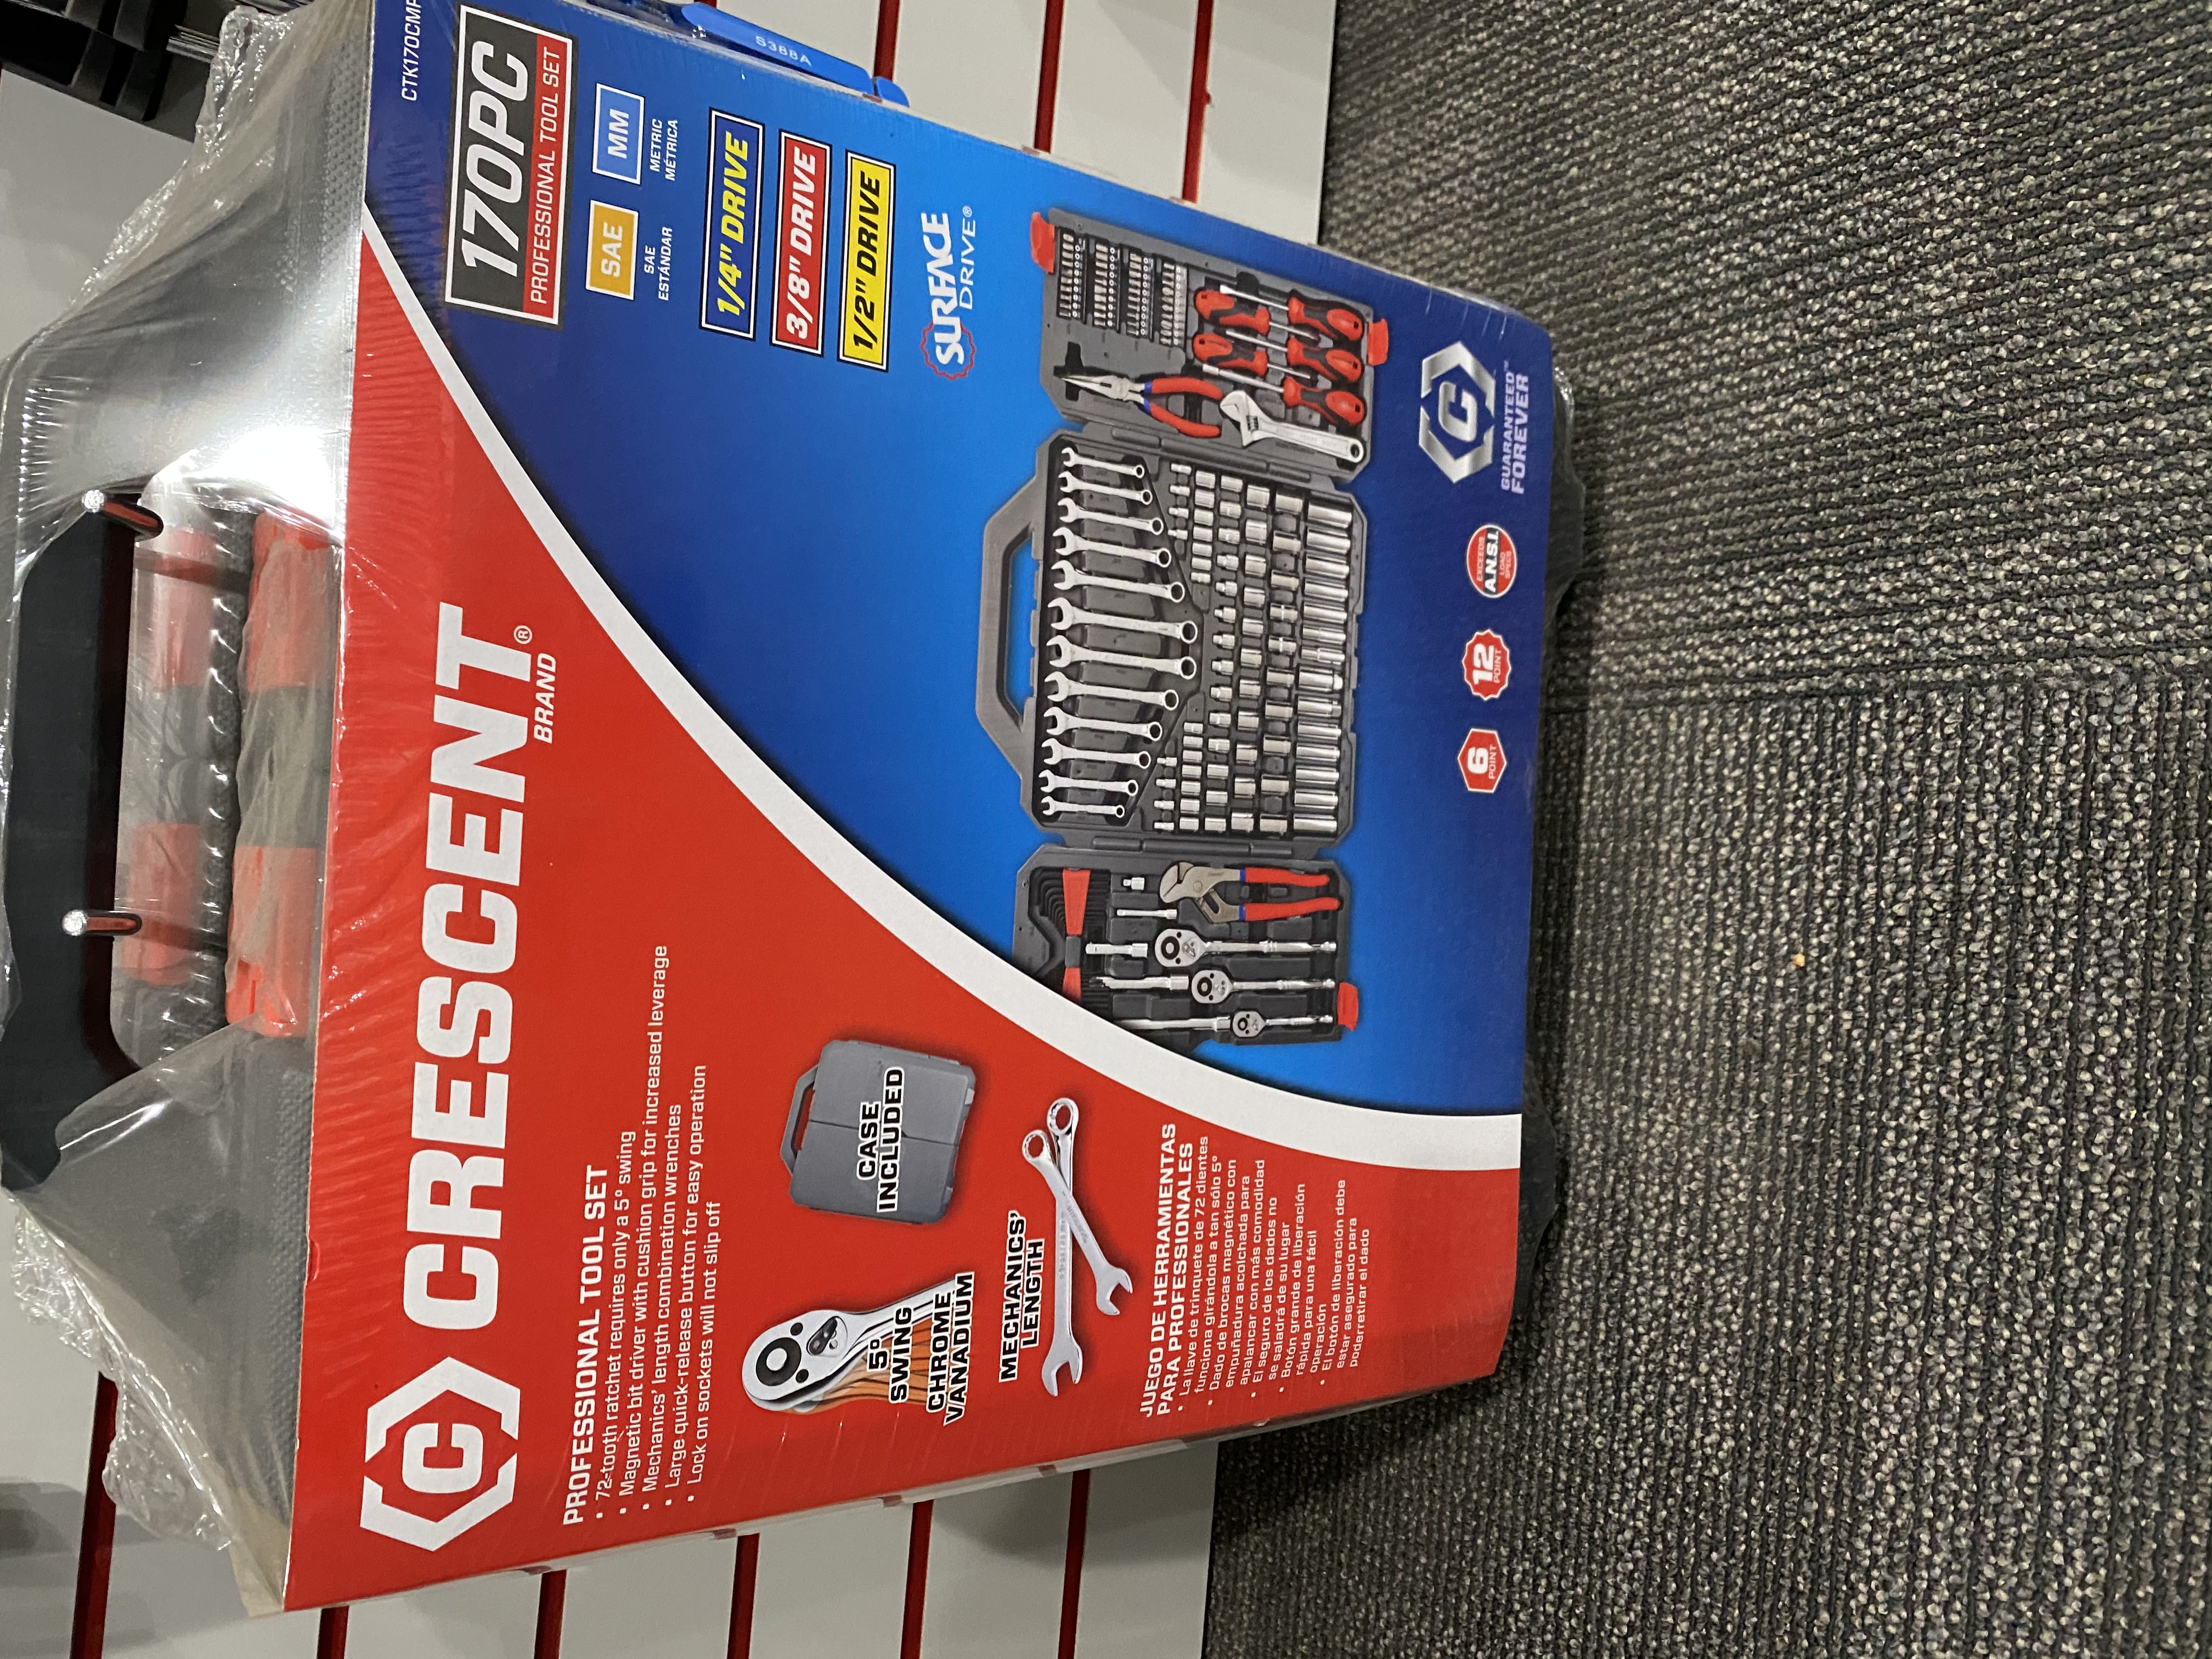 C
CRESCENT®
BRAND
CTK170CMP
170PC
PROFESSIONAL TOOL SET
PROFESSIONAL TOOL SET
• 72-tooth ratchet requires only a 5° swing
• Magnetic bit driver with cushion grip for increased leverage
• Mechanics' length combination wrenches
• Large quick-release button for easy operation
• Lock on sockets will not slip off
SAE
MM
SAE
ESTÁNDAR
METRIC
MÉTRICA
1/4" DRIVE
3/8" DRIVE
1/2" DRIVE
SURFACE
DRIVE®
S388A
5°
SWING
CHROME
VANADIUM
CASE
INCLUDED
MECHANICS'
LENGTH
JUEGO DE HERRAMIENTAS
PARA PROFESSIONALES
• La llave de trinquete de 72 dientes
funciona girándola a tan sólo 5°
• Dado de brocas magnético con
empuñadura acolchada para
apalancar con más comodidad
• El seguro de los dados no
se saladrá de su lugar
• Botón grande de liberación
rápida para una fácil
operación
• El botón de liberación debe
estar asegurado para
poderretirar el dado
6
POINT
12
POINT
EXCEEDS
A.N.S.I.
LOAD
SPECS
C
GUARANTEED™
FOREVER